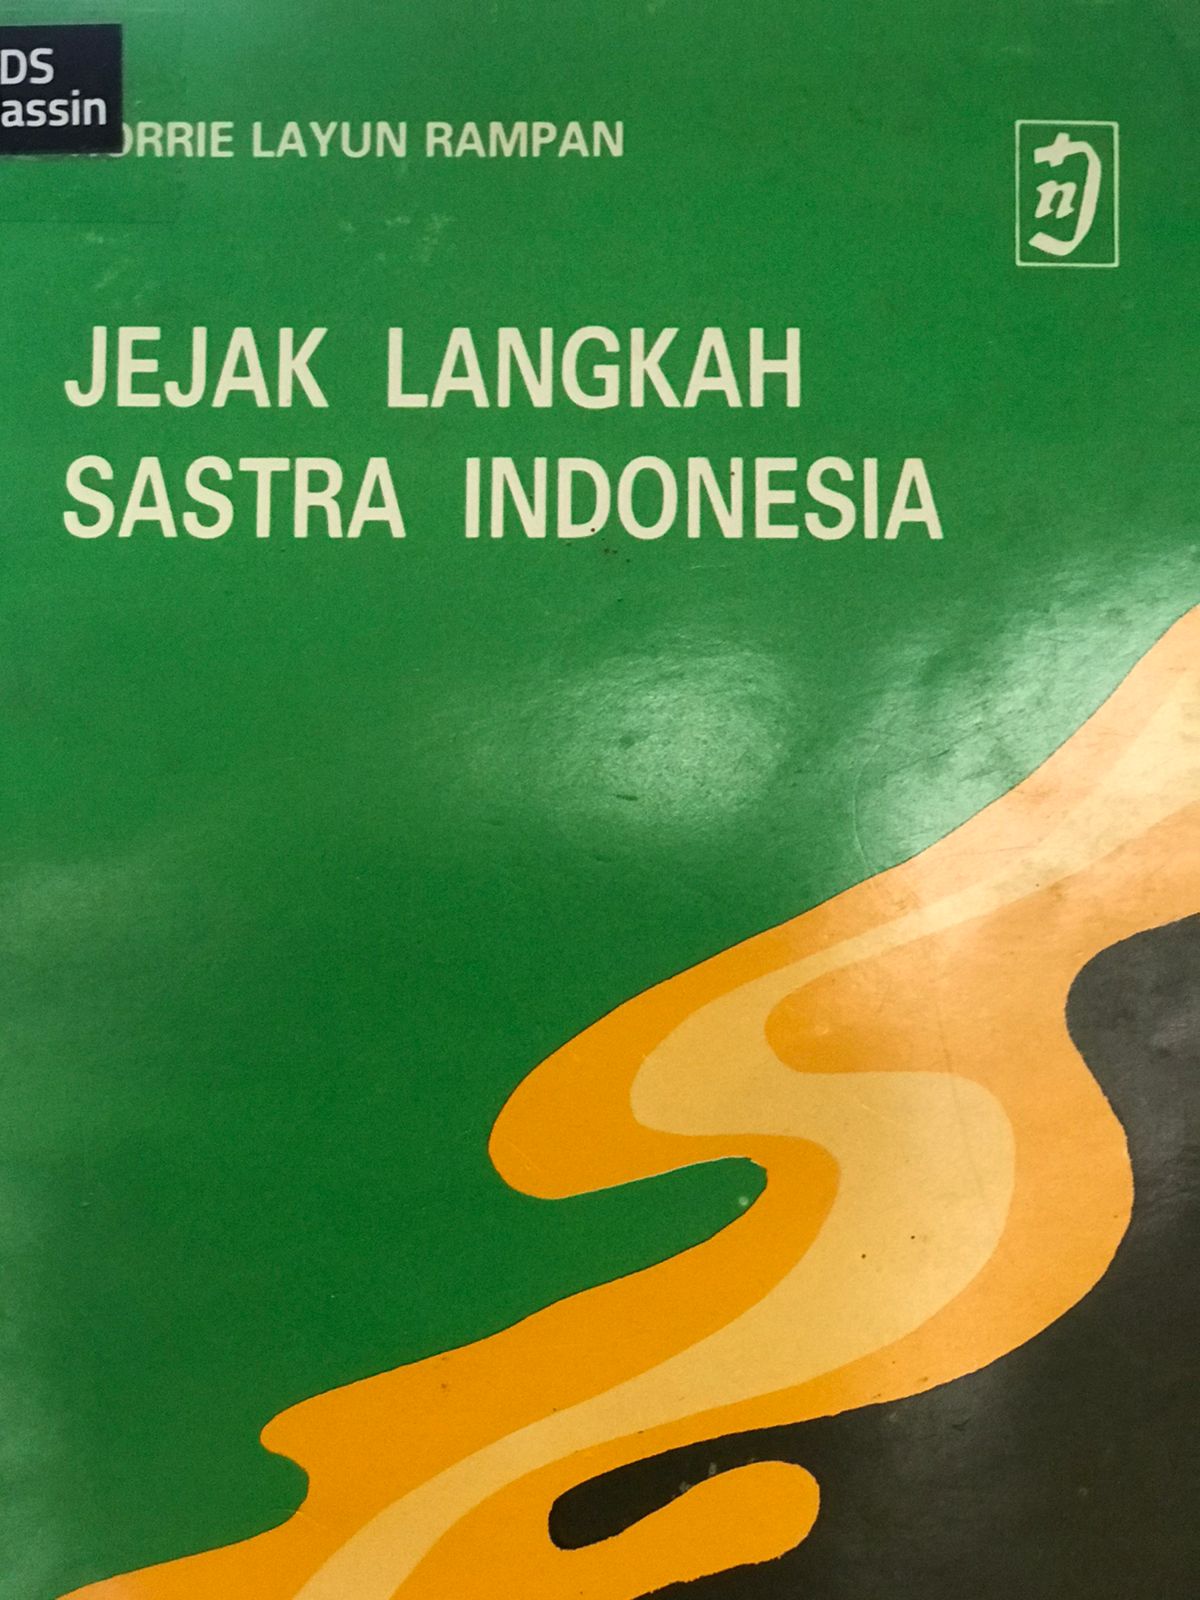 DS
assin
ORRIE LAYUN RAMPAN
JEJAK LANGKAH
SASTRA INDONESIA